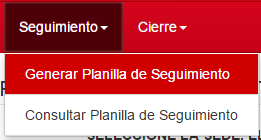 Seguimiento Cierre
Generar Planilla de Seguimiento
Consultar Planilla de Seguimiento